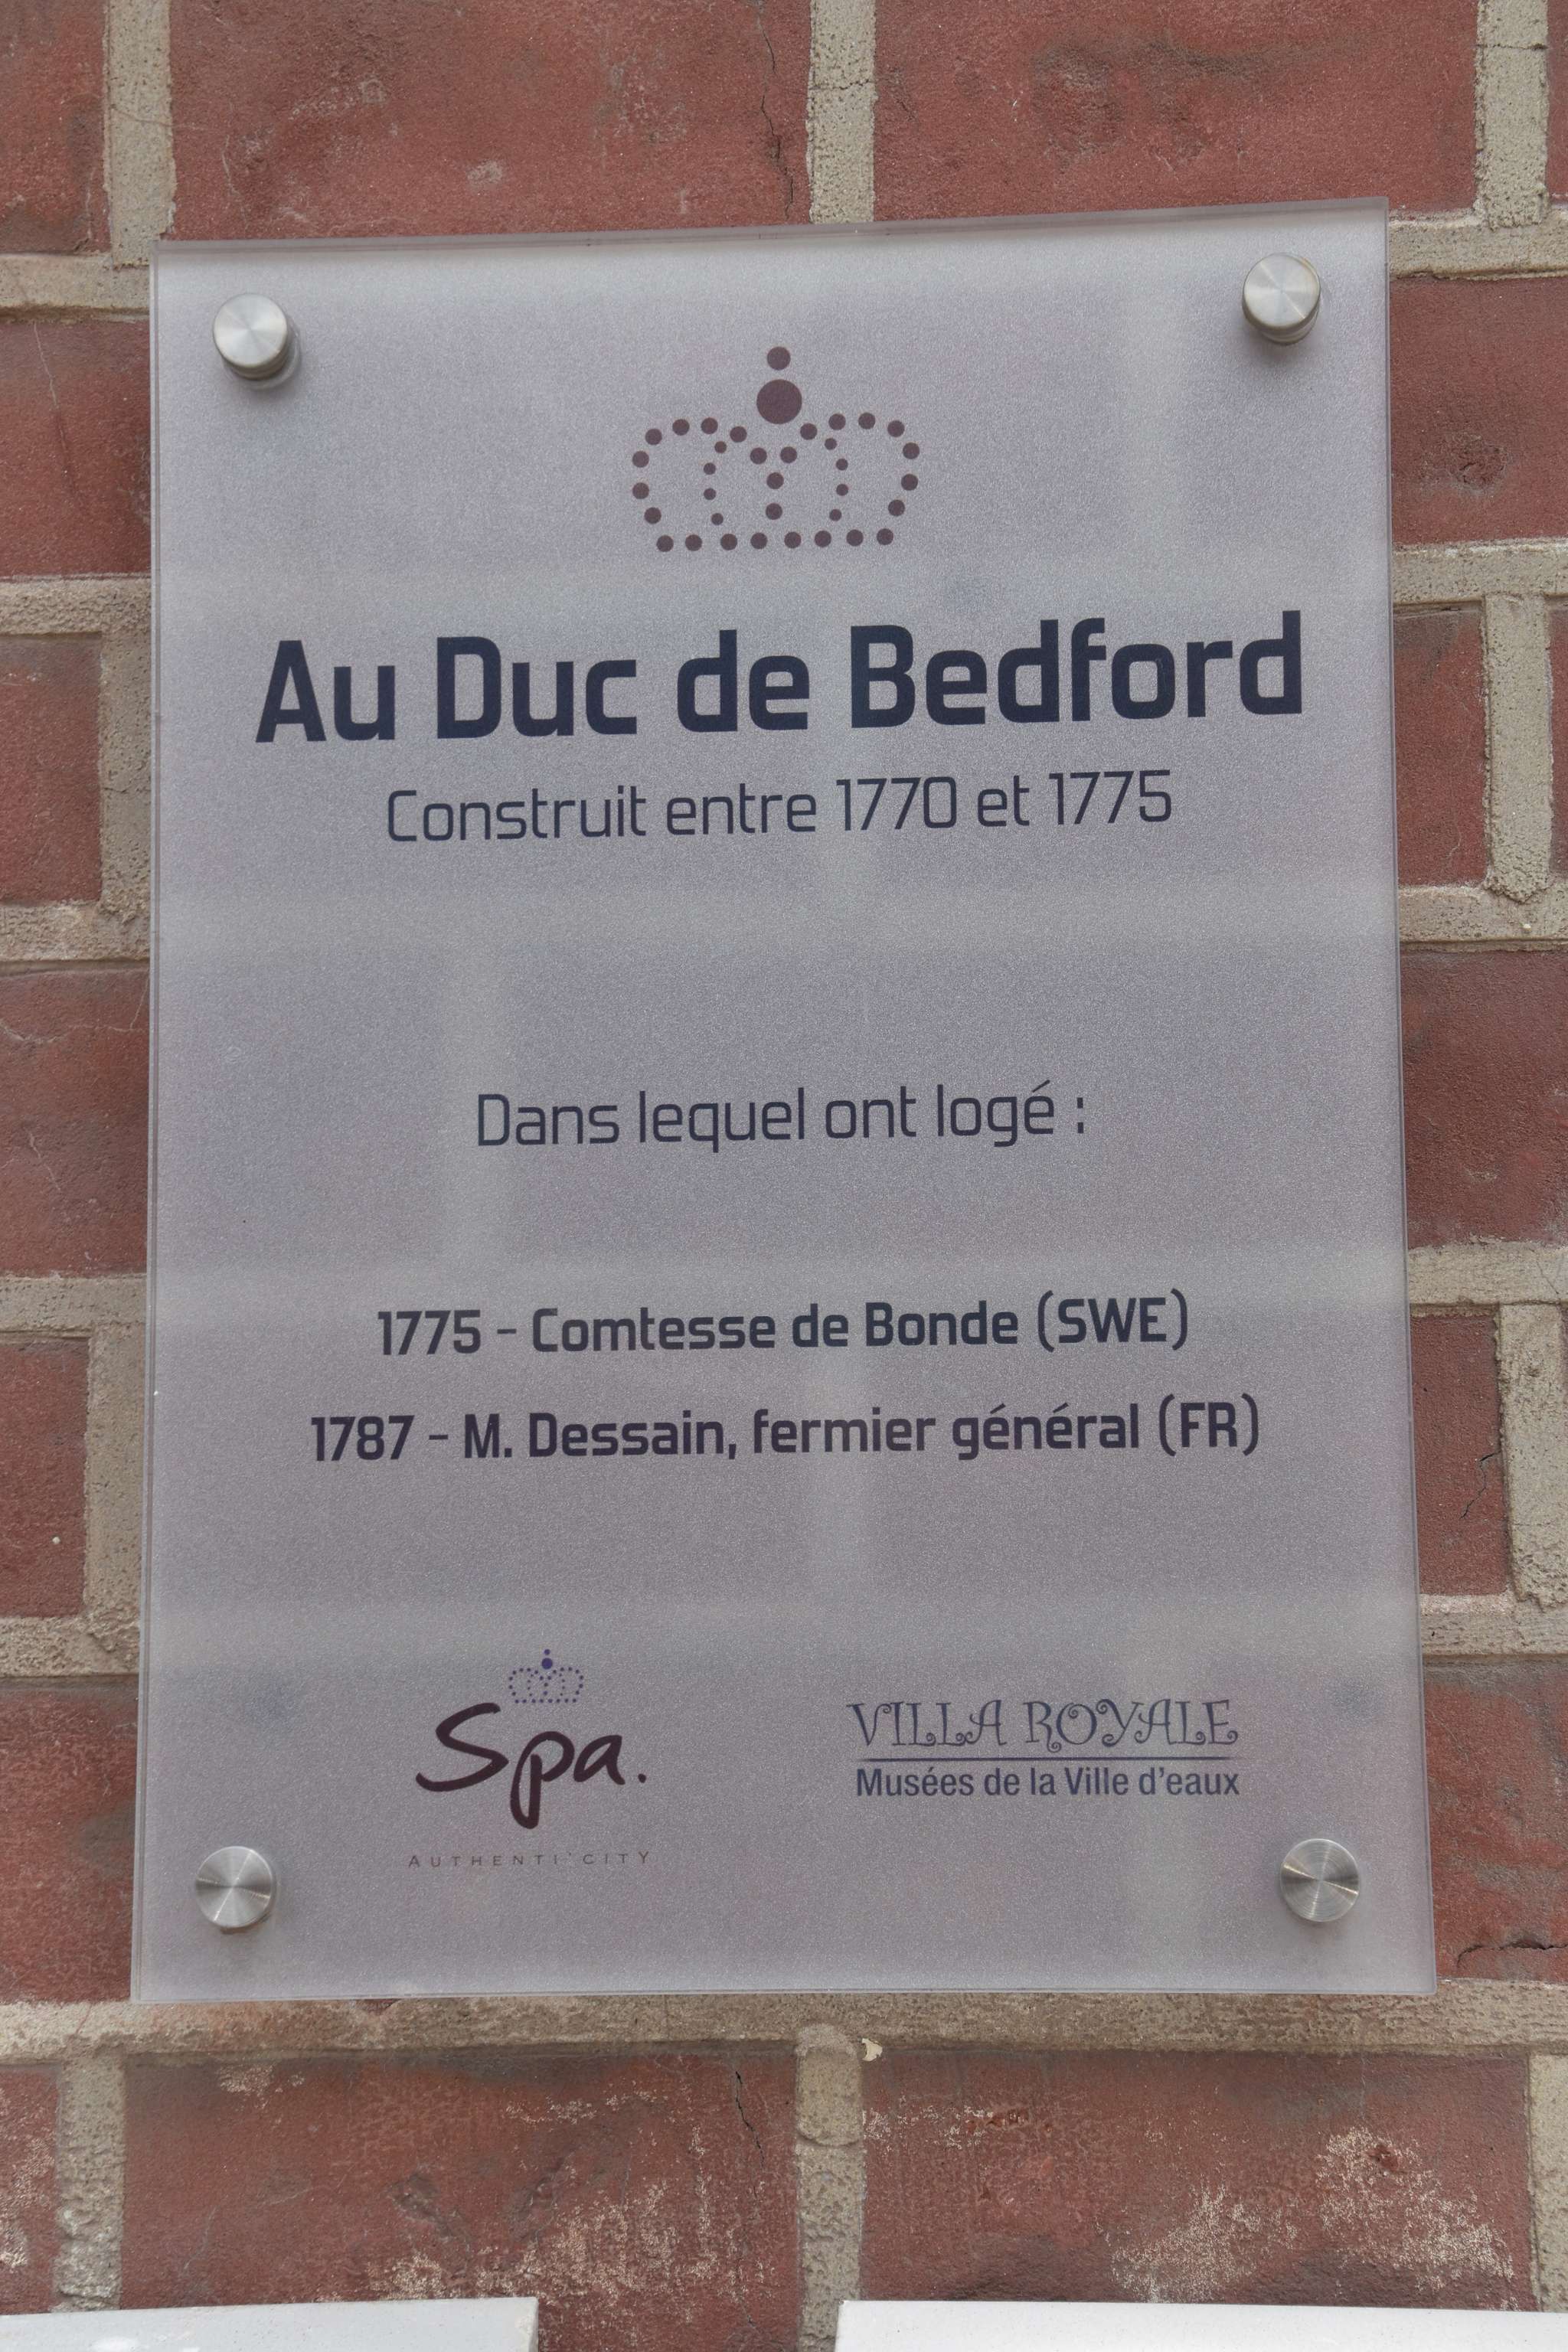 Au Duc de Bedford
Construit entre 1770 et 1775
Dans lequel ont logé :
1775 - Comtesse de Bonde (SWE)
1787 - M. Dessain, fermier général (FR)
Spa.
AUTHENTI'CITY
VILLA ROYALE
Musées de la Ville d'eaux